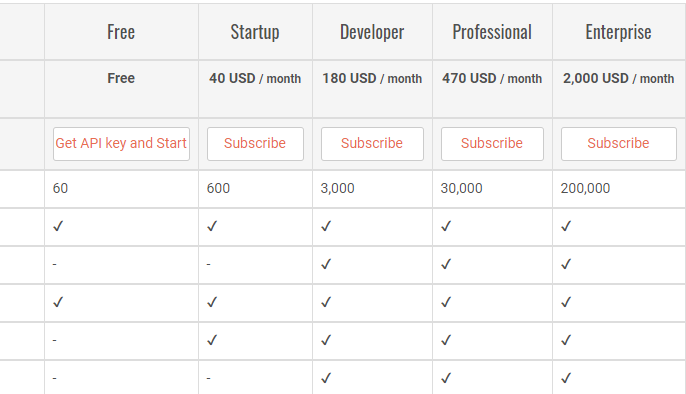 Free Startup Developer Professional Enterprise
Free 40 USD / month 180 USD / month 470 USD / month 2,000 USD / month
Get API key and Start Subscribe Subscribe Subscribe Subscribe
60 600 3,000 30,000 200,000
✓ ✓ ✓ ✓ ✓
- - ✓ ✓ ✓
✓ ✓ ✓ ✓ ✓
- ✓ ✓ ✓ ✓
- - ✓ ✓ ✓